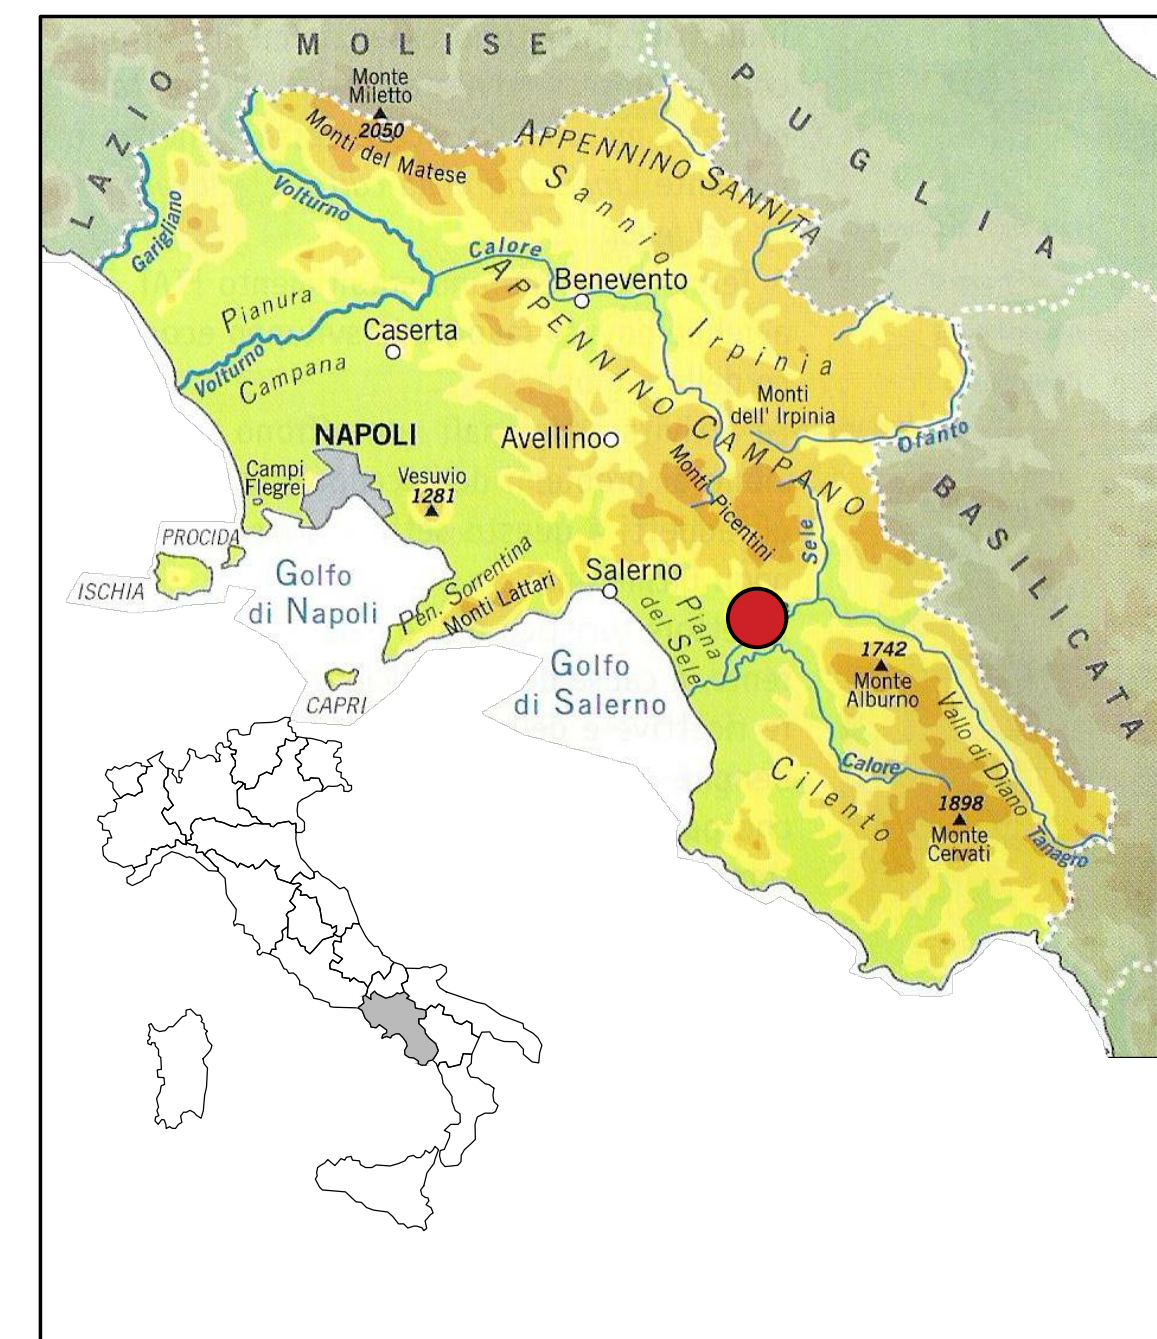 MOLISE
LAZIO
PUGLIA
Monte
Miletto
2050
Monti del Matese
APPENNINO SANNITA
Sannio
Volturno
Garigliano
Calore
APPENNINO CAMPANO
Benevento
Pianura
Campana
Caserta
Volturno
Irpinia
Monti
dell' Irpinia
NAPOLI
Avellino
Ofanto
Campi
Flegrei
Vesuvio
1281
Monti Picentini
BASILICATA
PROCIDA
ISCHIA
Golfo
di Napoli
Pen. Sorrentina
Monti Lattari
Salerno
Sele
Piana
del Sele
CAPRI
Golfo
di Salerno
1742
Monte
Alburno
Vallo di Diano
Cilento
Calore
1898
Monte
Cervati
Tanagro